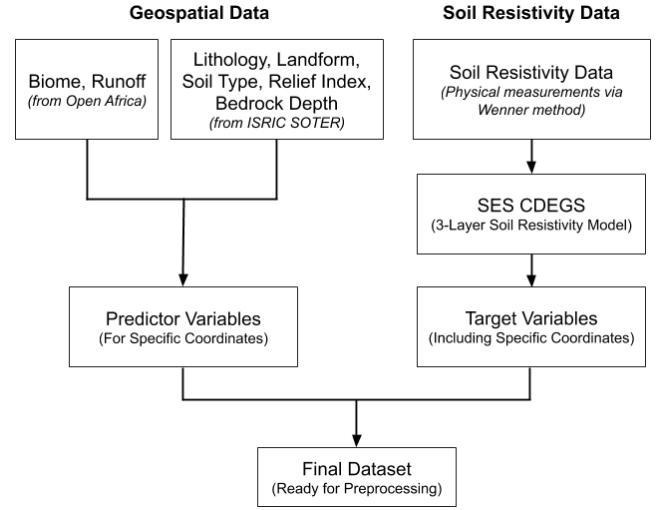 Geospatial Data
Soil Resistivity Data
Biome, Runoff
(from Open Africa)
Lithology, Landform,
Soil Type, Relief Index,
Bedrock Depth
(from ISRIC SOTER)
Soil Resistivity Data
(Physical measurements via
Wenner method)
SES CDEGS
(3-Layer Soil Resistivity Model)
Predictor Variables
(For Specific Coordinates)
Target Variables
(Including Specific Coordinates)
Final Dataset
(Ready for Preprocessing)